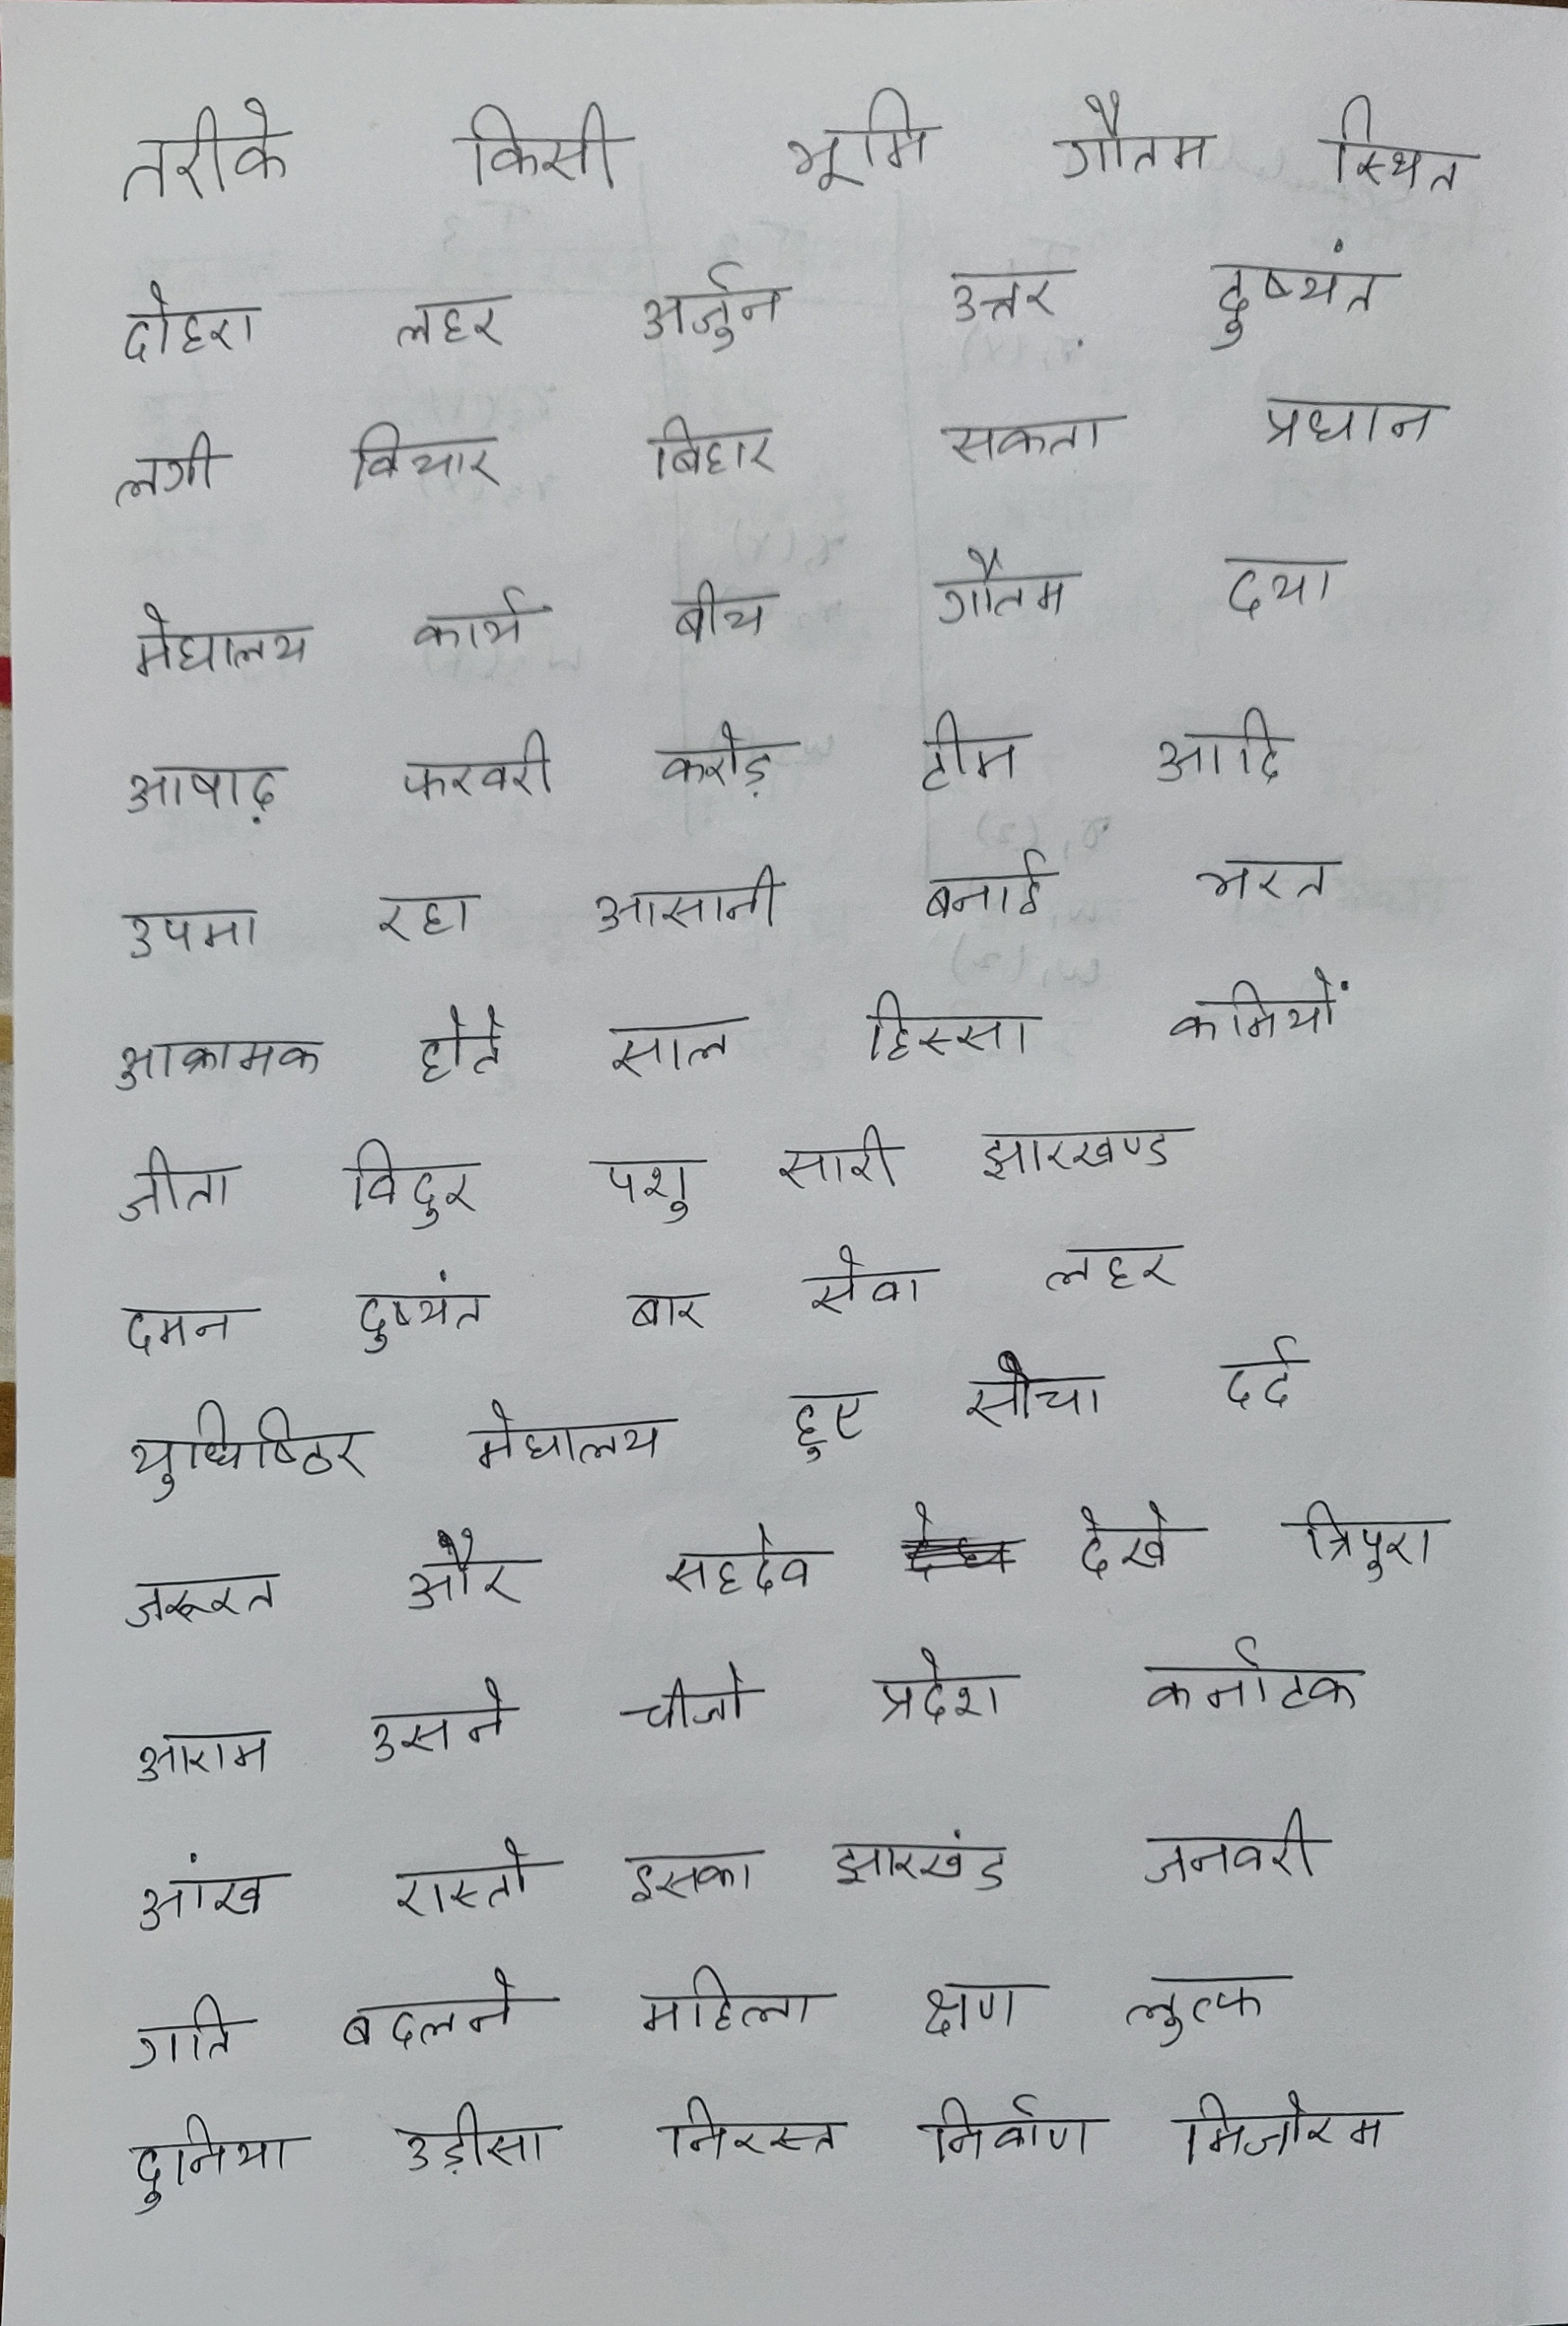 तरीके किसी भूमि गौतम स्थित
दोहरा लहर अर्जुन उत्तर दुष्यंत
लगी विचार बिहार सकता प्रधान
मेघालय कार्य बीच गौतम दया
आषाढ़ फरवरी करोड़ टीम आदि
उपमा रहा आसानी बनाई भरत
आक्रामक होते साल हिस्सा कमियों
जीता विदुर पशु सारी झारखण्ड
दमन दुष्यंत बार सेवा लहर
युधिष्ठिर मेघालय हुए सोचा दर्द
जरूरत और सहदेव देखे त्रिपुरा
आराम उसने चीजो प्रदेश कर्नाटक
आंख रास्तो इसका झारखंड जनवरी
गति बदलने महिला क्षण लुत्फ
दुनिया उड़ीसा निरस्त निर्वाण मिजोरम